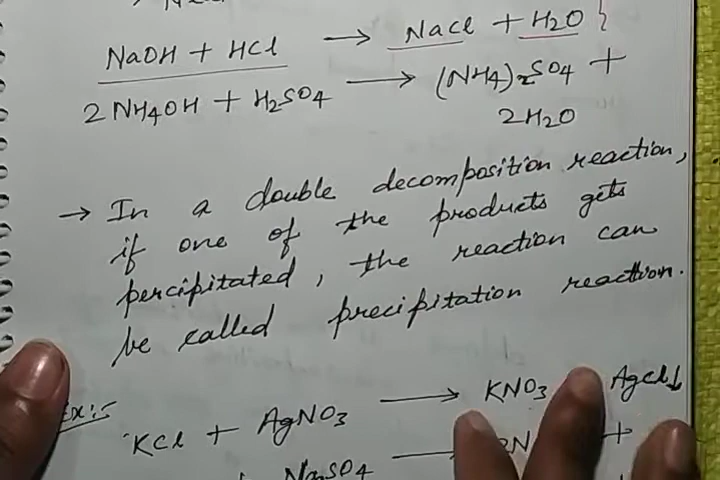 NaOH + HCl → NaCl + H₂O }
2NH4OH + H₂SO4 → (NH4)₂SO4 +
2H₂O
→ In a double decomposition reaction,
if one of the products gets
percipitated, the reaction can
be called precipitation reaction.
Ex:-
KCl + AgNO₃ → KNO₃ AgCl↓
Na₂SO4 → +